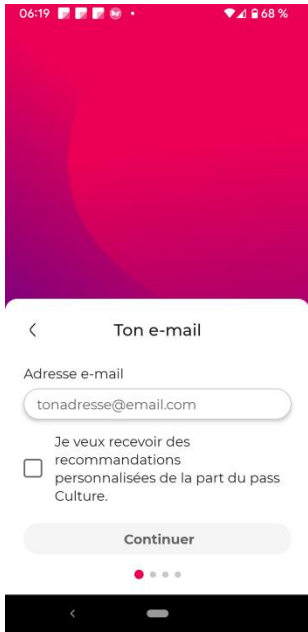 06:19 68 %
Ton e-mail
Adresse e-mail
tonadresse@email.com
Je veux recevoir des
recommandations
personnalisées de la part du pass
Culture.
Continuer